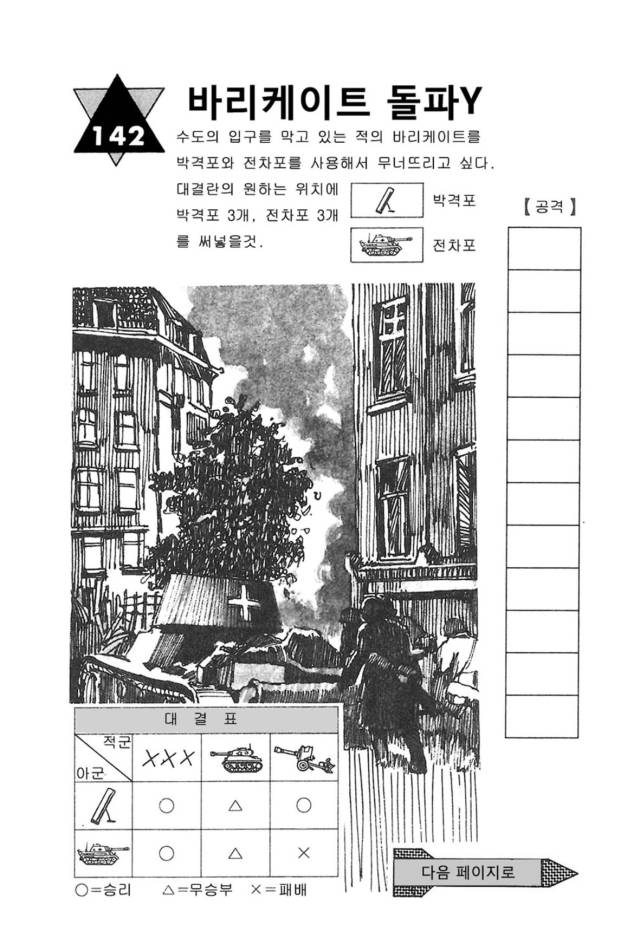 142
바리케이트 돌파Y
수도의 입구를 막고 있는 적의 바리케이트를
박격포와 전차포를 사용해서 무너뜨리고 싶다.
대결란의 원하는 위치에
박격포 3개, 전차포 3개
를 써넣을것.
박격포
전차포
【공격】
대 결 표
적군
아군
○ △ ○
○ △ ×
○=승리 △=무승부 ×=패배
다음 페이지로